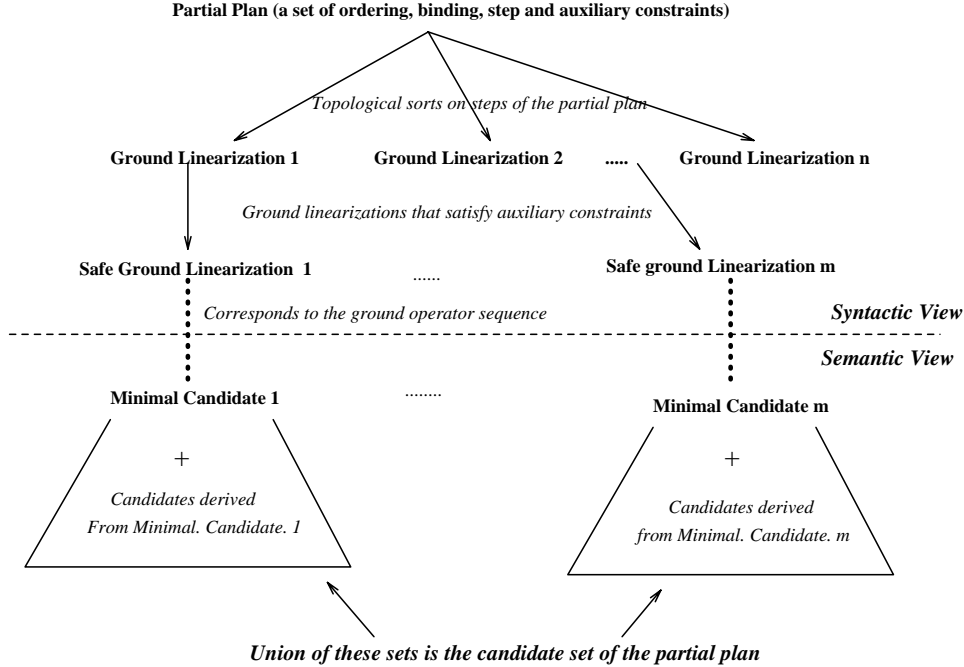 Partial Plan (a set of ordering, binding, step and auxiliary constraints)
Topological sorts on steps of the partial plan
Ground Linearization 1 Ground Linearization 2 ..... Ground Linearization n
Ground linearizations that satisfy auxiliary constraints
Safe Ground Linearization 1 ...... Safe ground Linearization m
Corresponds to the ground operator sequence
Syntactic View
Semantic View
Minimal Candidate 1 ........ Minimal Candidate m
+ +
Candidates derived
From Minimal. Candidate. 1
Candidates derived
from Minimal. Candidate. m
Union of these sets is the candidate set of the partial plan